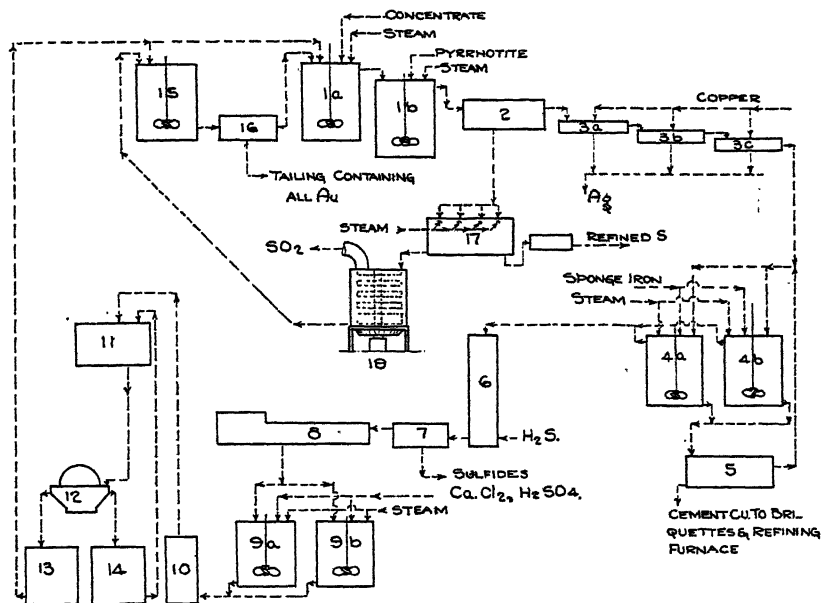 CONCENTRATE
STEAM
PYRRHOTITE
STEAM
15
1a
1b
16
2
COPPER
3a
3b
3c
TAILING CONTAINING
ALL AU
Ag
STEAM
17
REFINED S
SO2
SPONGE IRON
STEAM
18
11
6
4a
4b
8
7
H2S.
5
SULFIDES
12
Ca.Cl2, H2SO4.
STEAM
CEMENT CU. TO BRI-
QUETTES & REFINING
FURNACE
9a
9b
13
14
10